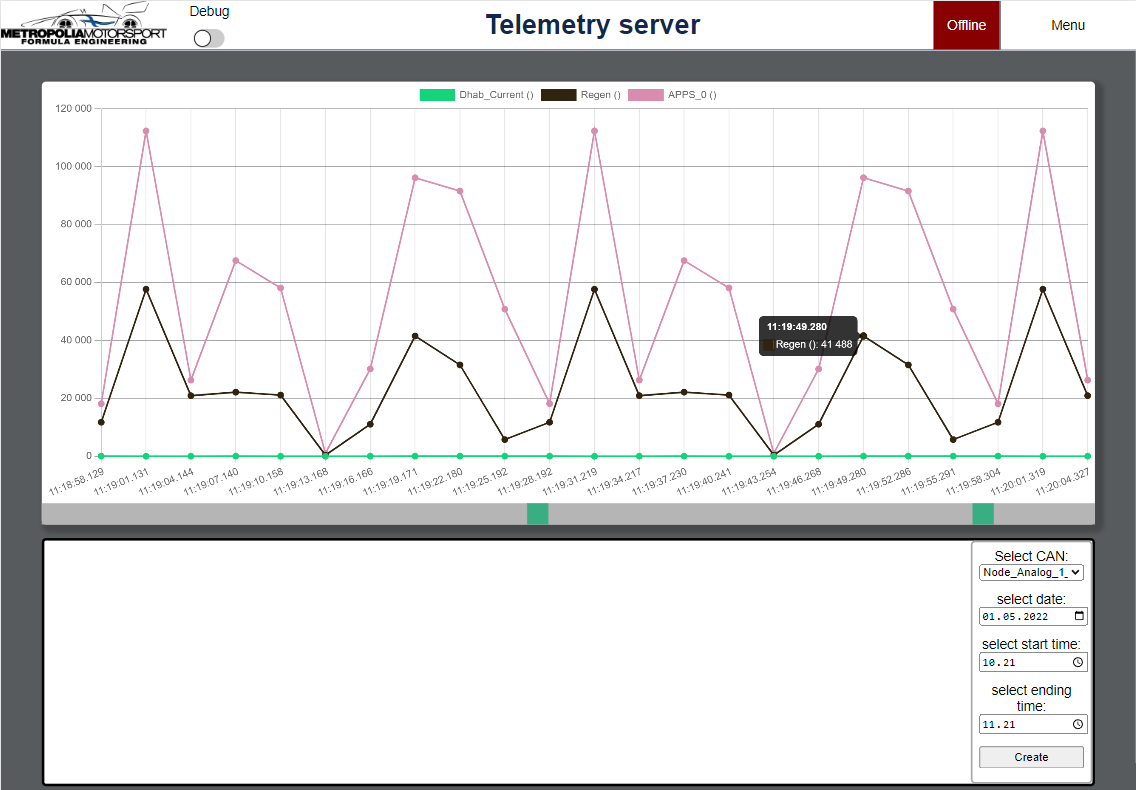 METROPOLIAMOTORSPORT
FORMULA ENGINEERING
Debug
Telemetry server
Offline
Menu
Dhab_Current () Regen () APPS_0 ()
120 000
100 000
80 000
60 000
40 000
20 000
0
11:19:49.280
Regen (): 41 488
11:18:58.129
11:19:01.131
11:19:04.144
11:19:07.140
11:19:10.158
11:19:13.168
11:19:16.166
11:19:19.171
11:19:22.180
11:19:25.192
11:19:28.192
11:19:31.219
11:19:34.217
11:19:37.230
11:19:40.241
11:19:43.254
11:19:46.268
11:19:49.280
11:19:52.286
11:19:55.291
11:19:58.304
11:20:01.319
11:20:04.327
Select CAN:
Node_Analog_1_
select date:
01.05.2022
select start time:
10.21
select ending
time:
11.21
Create